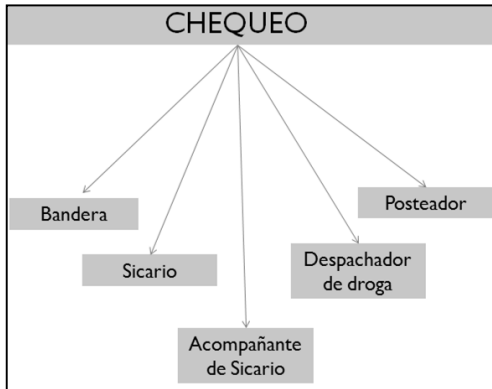 CHEQUEO
Bandera
Sicario
Acompañante
de Sicario
Despachador
de droga
Posteador